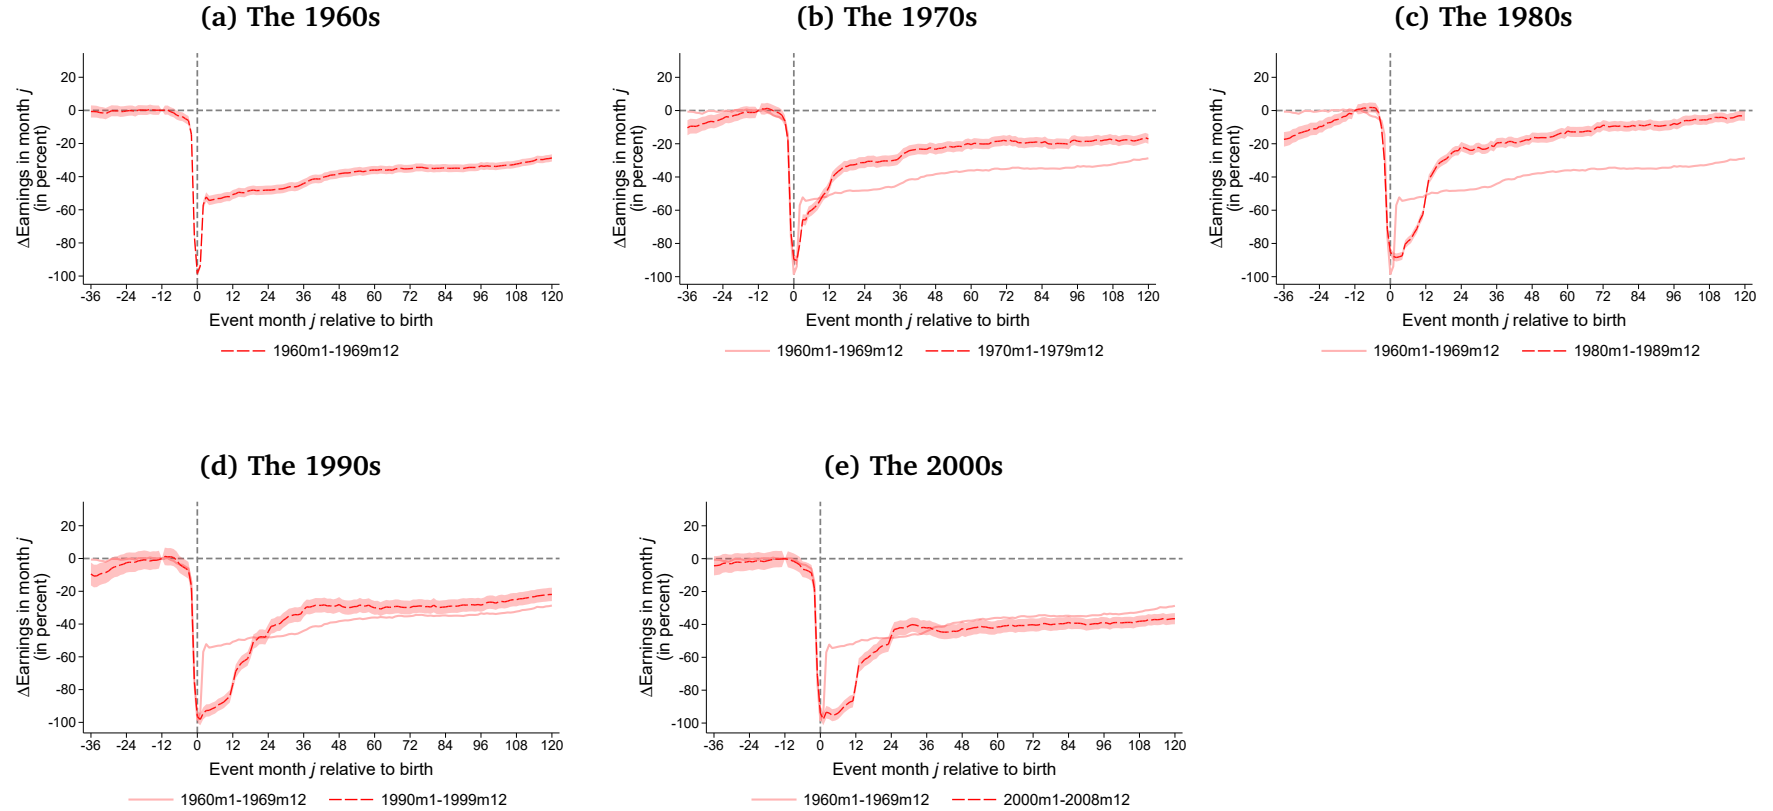 (a) The 1960s
20
0
-20
-40
-60
-80
-100
ΔEarnings in month j
(in percent)
-36 -24 -12 0 12 24 36 48 60 72 84 96 108 120
Event month j relative to birth
1960m1-1969m12
(b) The 1970s
20
0
-20
-40
-60
-80
-100
ΔEarnings in month j
(in percent)
-36 -24 -12 0 12 24 36 48 60 72 84 96 108 120
Event month j relative to birth
1960m1-1969m12 1970m1-1979m12
(c) The 1980s
20
0
-20
-40
-60
-80
-100
ΔEarnings in month j
(in percent)
-36 -24 -12 0 12 24 36 48 60 72 84 96 108 120
Event month j relative to birth
1960m1-1969m12 1980m1-1989m12
(d) The 1990s
20
0
-20
-40
-60
-80
-100
ΔEarnings in month j
(in percent)
-36 -24 -12 0 12 24 36 48 60 72 84 96 108 120
Event month j relative to birth
1960m1-1969m12 1990m1-1999m12
(e) The 2000s
20
0
-20
-40
-60
-80
-100
ΔEarnings in month j
(in percent)
-36 -24 -12 0 12 24 36 48 60 72 84 96 108 120
Event month j relative to birth
1960m1-1969m12 2000m1-2008m12